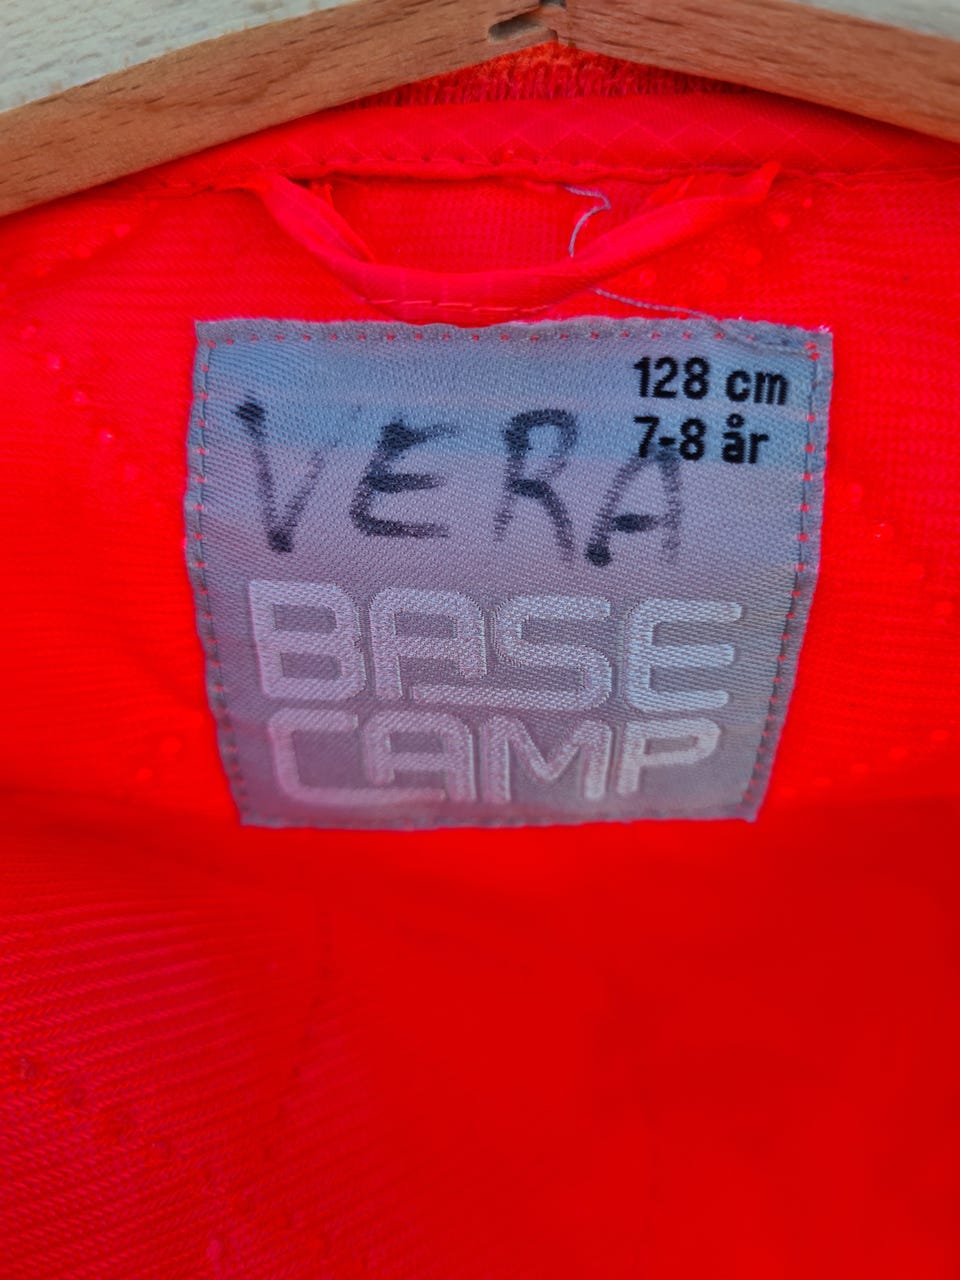 128 cm
7-8 år
VERA
BASE
CAMP